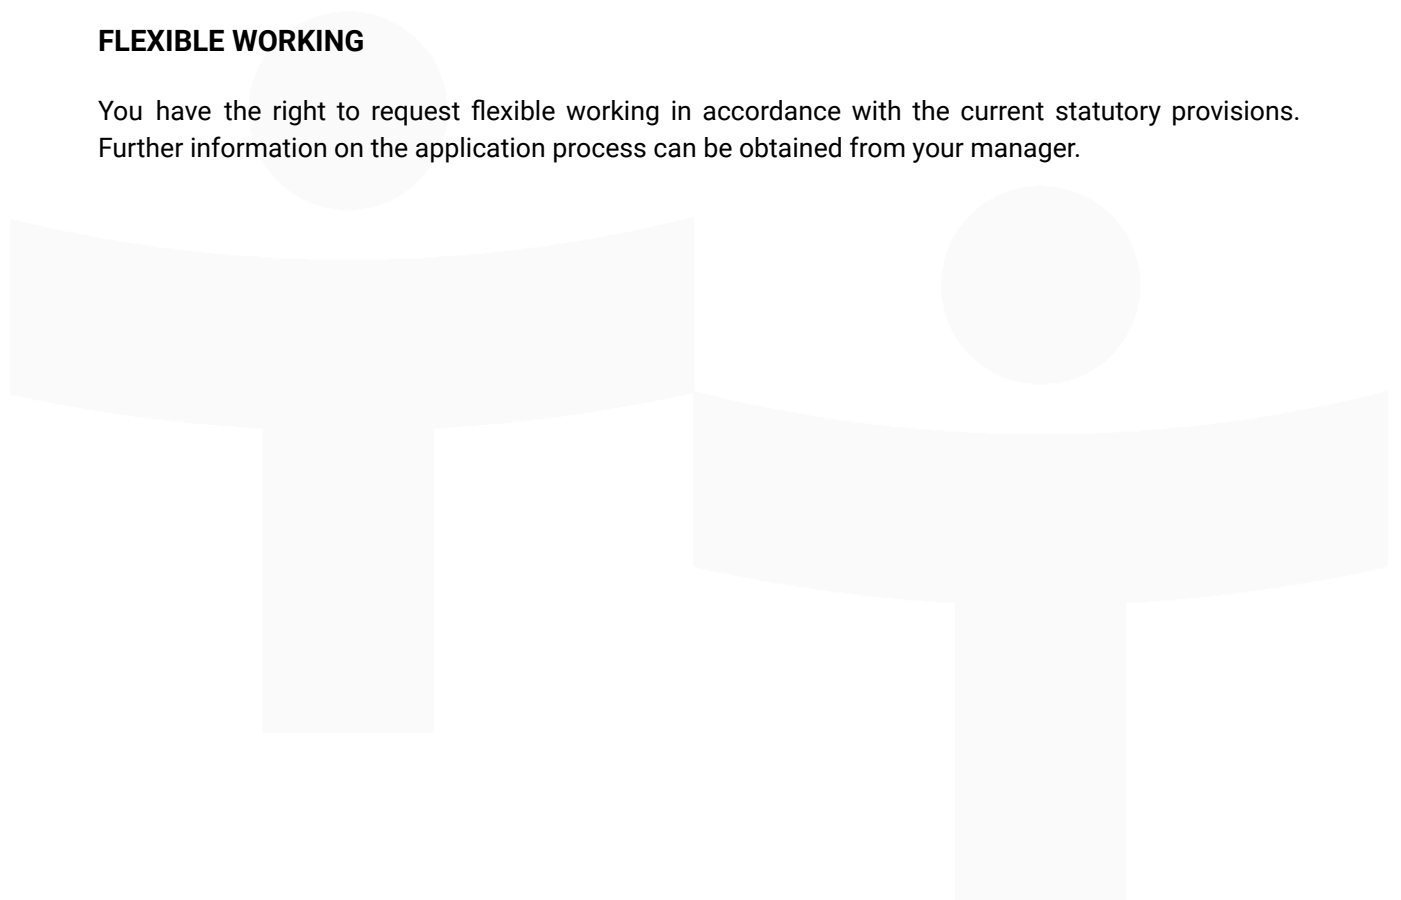 FLEXIBLE WORKING
You have the right to request flexible working in accordance with the current statutory provisions.
Further information on the application process can be obtained from your manager.